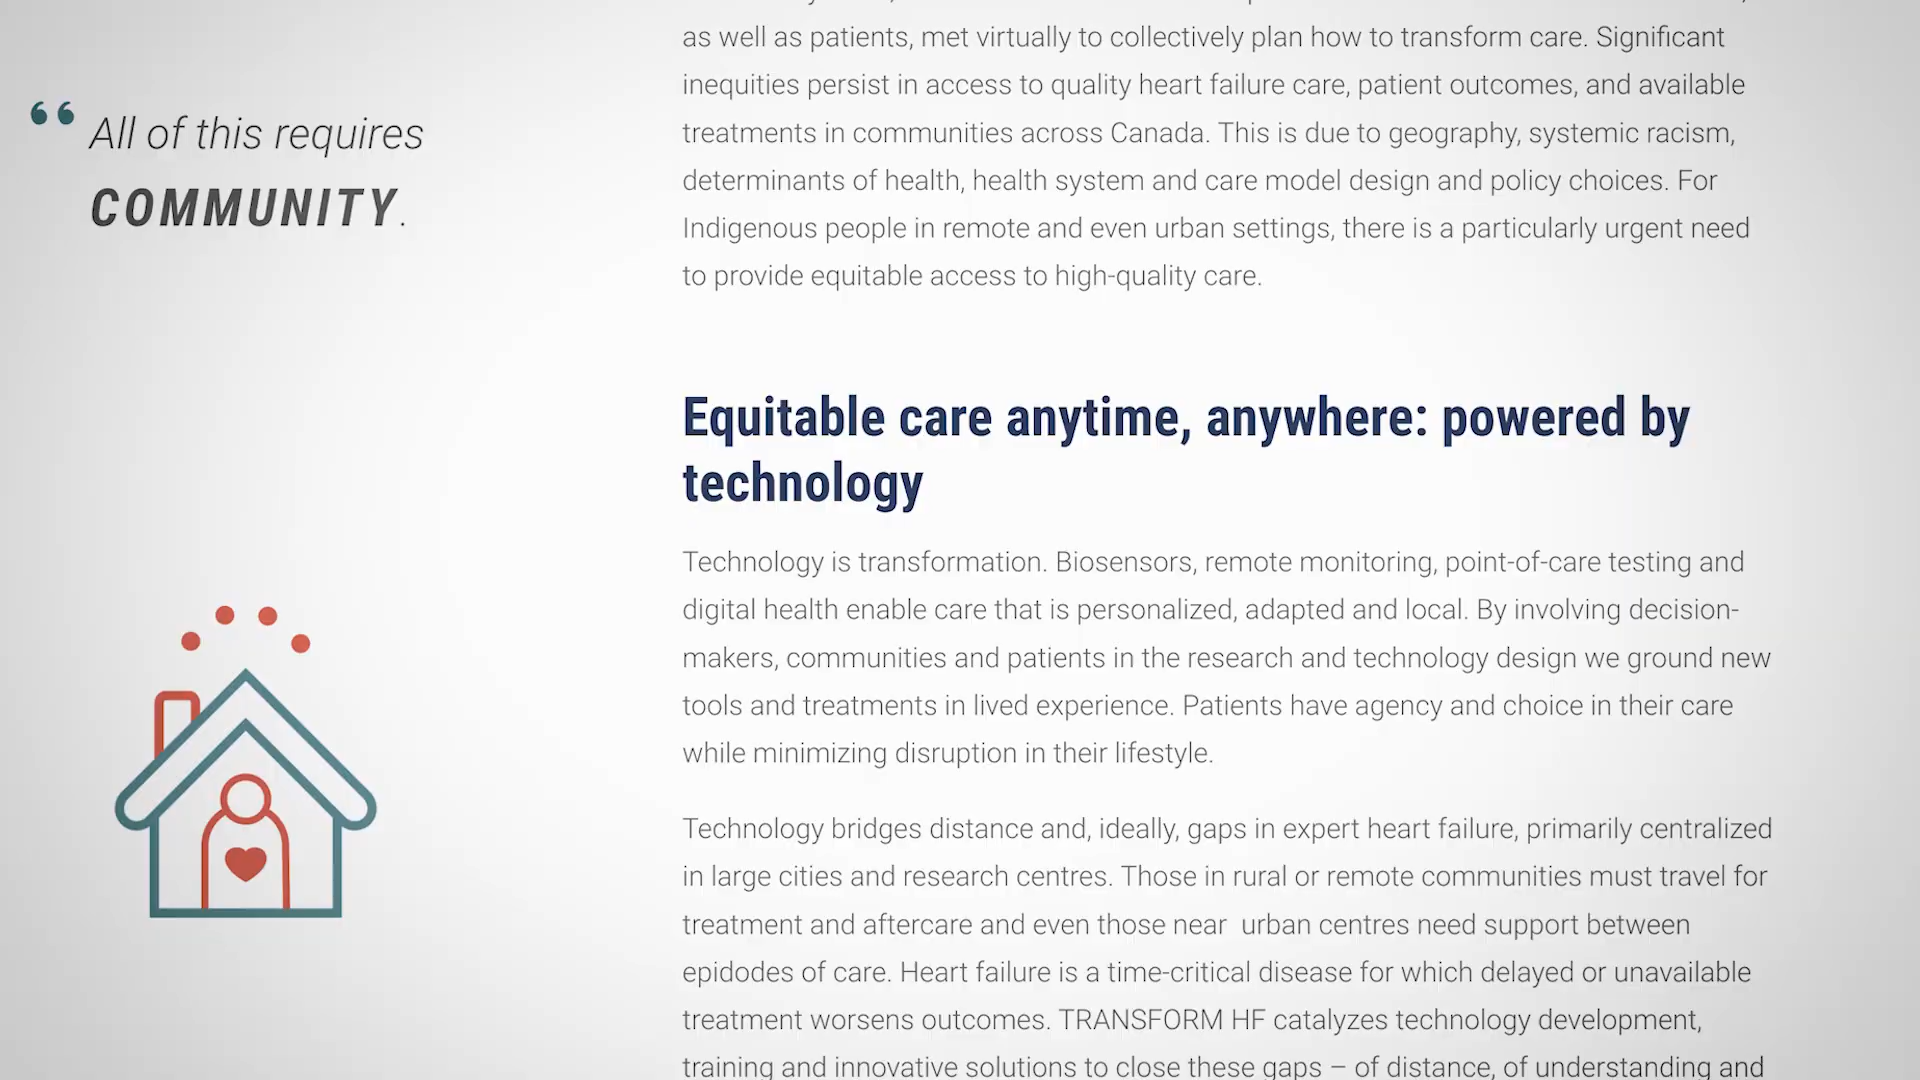 “ All of this requires
COMMUNITY.
as well as patients, met virtually to collectively plan how to transform care. Significant
inequities persist in access to quality heart failure care, patient outcomes, and available
treatments in communities across Canada. This is due to geography, systemic racism,
determinants of health, health system and care model design and policy choices. For
Indigenous people in remote and even urban settings, there is a particularly urgent need
to provide equitable access to high-quality care.
Equitable care anytime, anywhere: powered by
technology
Technology is transformation. Biosensors, remote monitoring, point-of-care testing and
digital health enable care that is personalized, adapted and local. By involving decision-
makers, communities and patients in the research and technology design we ground new
tools and treatments in lived experience. Patients have agency and choice in their care
while minimizing disruption in their lifestyle.
Technology bridges distance and, ideally, gaps in expert heart failure, primarily centralized
in large cities and research centres. Those in rural or remote communities must travel for
treatment and aftercare and even those near  urban centres need support between
epidodes of care. Heart failure is a time-critical disease for which delayed or unavailable
treatment worsens outcomes. TRANSFORM HF catalyzes technology development,
training and innovative solutions to close these gaps – of distance, of understanding and